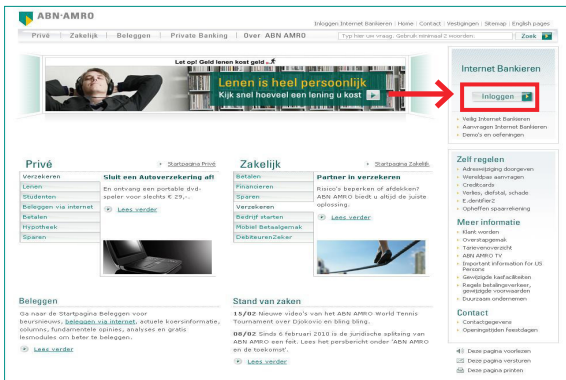 ABN·AMRO
Inloggen Internet Bankieren | Home | Contact | Vestigingen | Sitemap | English pages
Privé | Zakelijk | Beleggen | Private Banking | Over ABN AMRO
Typ hier uw vraag. Gebruik minimaal 2 woorden.
Zoek
Let op! Geld lenen kost geld
Lenen is heel persoonlijk
Kijk snel hoeveel een lening u kost
Internet Bankieren
Inloggen
Veilig Internet Bankieren
Aanvragen Internet Bankieren
Demo's en oefeningen
Privé
Startpagina Privé
Verzekeren
Lenen
Studenten
Beleggen via internet
Betalen
Hypotheek
Sparen
Sluit een Autoverzekering af!
En ontvang een portable dvd-
speler voor slechts € 29,-.
Lees verder
Zakelijk
Startpagina Zakelijk
Betalen
Financieren
Sparen
Verzekeren
Bedrijf starten
Mobiel Betaalgemak
DebiteurenZeker
Partner in verzekeren
Risico's beperken of afdekken?
ABN AMRO biedt u altijd de juiste
oplossing.
Lees verder
Zelf regelen
Adreswijziging doorgeven
Wereldpas aanvragen
Creditcards
Verlies, diefstal, schade
E.dentifier2
Opheffen spaarrekening
Meer informatie
Klant worden
Overstapgemak
Tarievenoverzicht
ABN AMRO TV
Important information for US
Persons
Gewijzigde kasfaciliteiten
Regels betalingsverkeer,
gewijzigde voorwaarden
Duurzaam ondernemen
Contact
Contactgegevens
Openingstijden feestdagen
Deze pagina voorlezen
Deze pagina versturen
Deze pagina printen
Beleggen
Ga naar de Startpagina Beleggen voor
beursnieuws, beleggen via internet, actuele koersinformatie,
columns, fundamentele opinies, analyses en gratis
lesmodules om beter te beleggen.
Lees verder
Stand van zaken
15/02 Nieuwe video's van het ABN AMRO World Tennis
Tournament over Djokovic en bling bling.
08/02 Sinds 6 februari 2010 is de juridische splitsing van
ABN AMRO een feit. Lees het persbericht onder 'ABN AMRO
en de toekomst'.
Lees verder